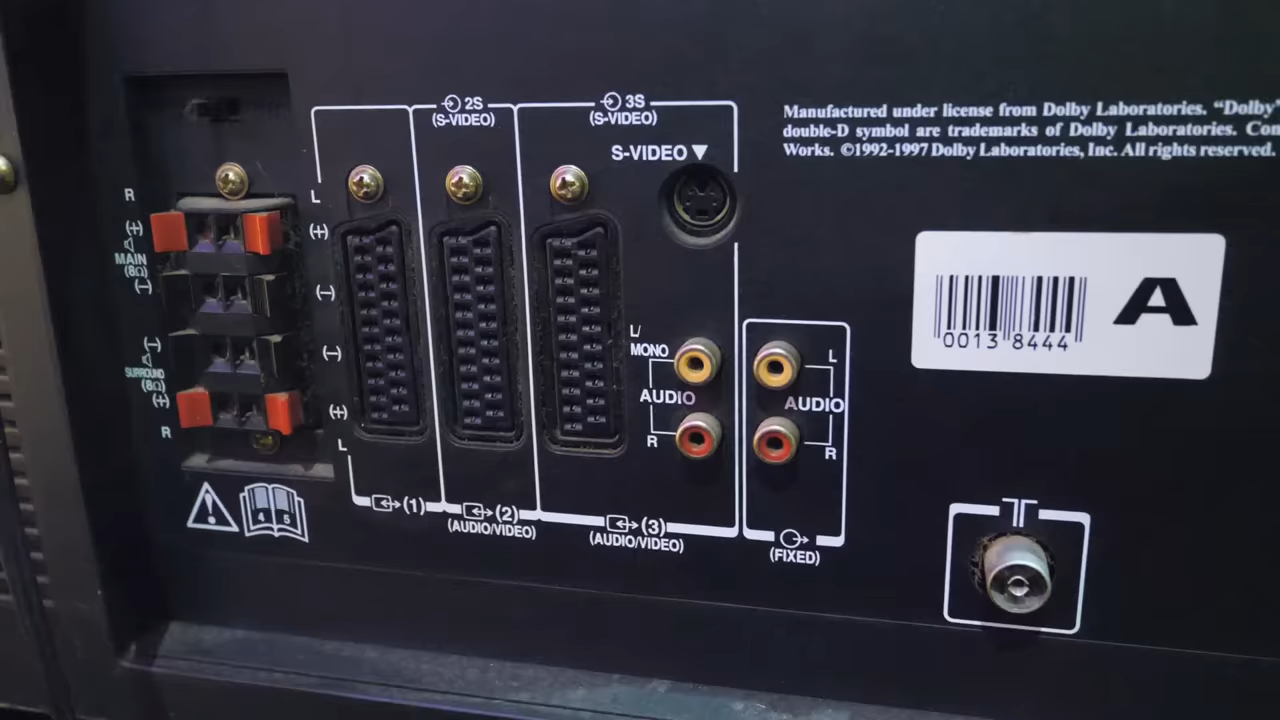 2S
(S-VIDEO)
3S
(S-VIDEO)
S-VIDEO▼
Manufactured under license from Dolby Laboratories. “Dolby”
double-D symbol are trademarks of Dolby Laboratories. Con
Works. ©1992-1997 Dolby Laboratories, Inc. All rights reserved.
R
(+)
MAIN
(8Ω)
(−)
(−)
SURROUND
(8Ω)
(+)
R
L
(+)
(−)
(−)
(+)
L
L/
MONO
AUDIO
R
L
AUDIO
R
0013 8444
A
4 5
(1)
(2)
(AUDIO/VIDEO)
(3)
(AUDIO/VIDEO)
(FIXED)